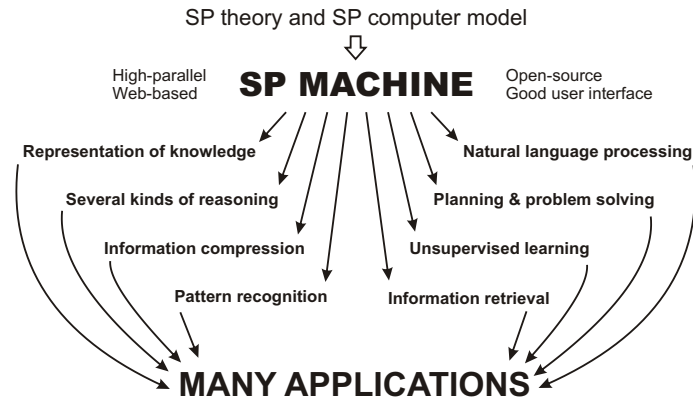 SP theory and SP computer model
High-parallel
Web-based
SP MACHINE
Open-source
Good user interface
Representation of knowledge
Natural language processing
Several kinds of reasoning
Planning & problem solving
Information compression
Unsupervised learning
Pattern recognition
Information retrieval
MANY APPLICATIONS